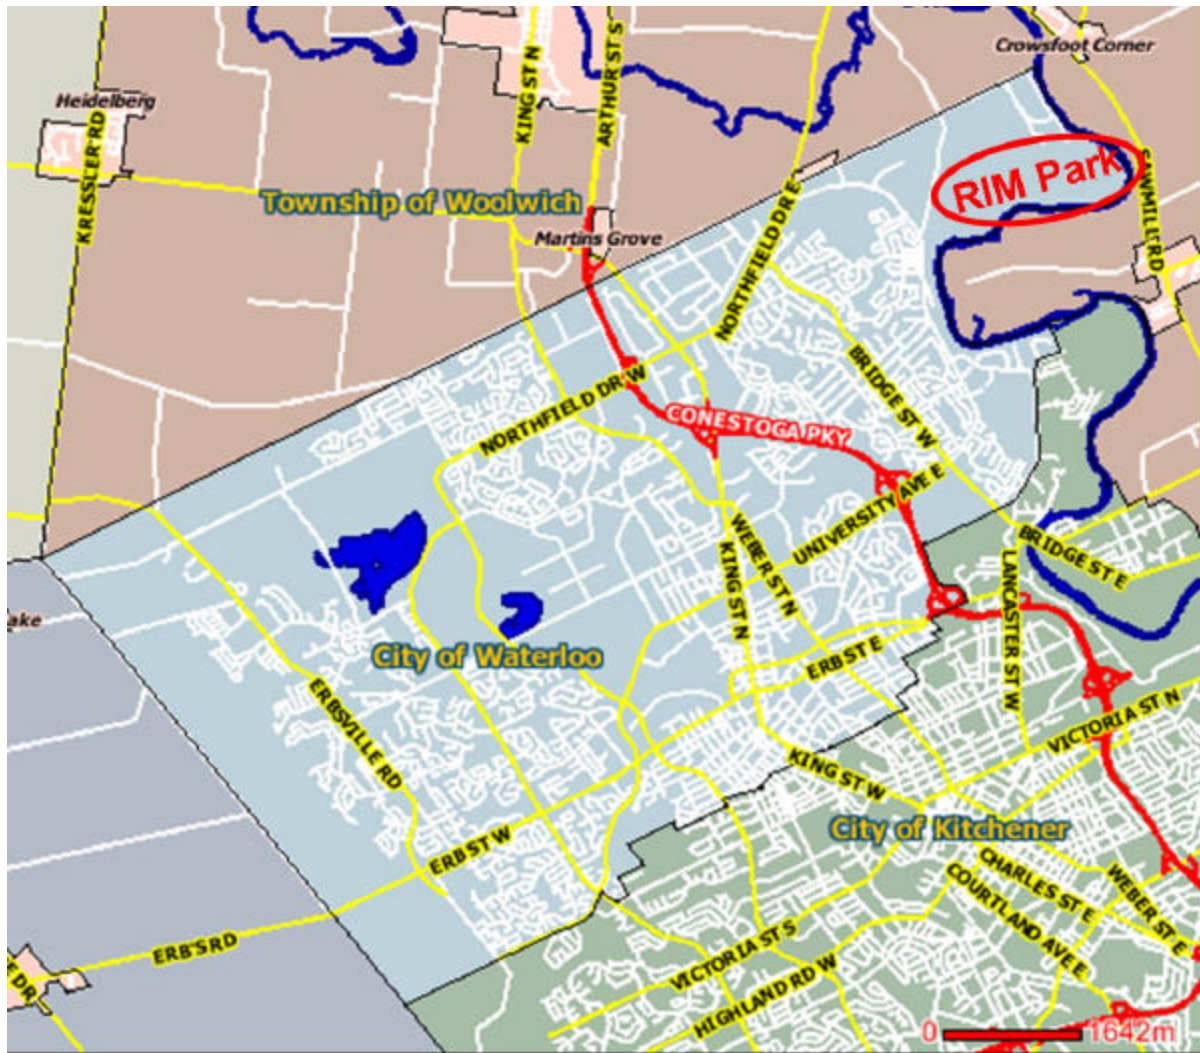 Crowsfoot Corner
KING ST N
ARTHUR ST S
Heidelberg
KRESSLER RD
RIM Park
SAWMILL RD
Township of Woolwich
NORTHFIELD DR E
Martins Grove
BRIDGE ST W
NORTHFIELD DR W
CONESTOGA PKY
UNIVERSITY AVE E
WEBER ST N
KING ST N
BRIDGE ST E
LANCASTER ST W
ake
City of Waterloo
ERB ST E
ERBSVILLE RD
VICTORIA ST N
KING ST W
City of Kitchener
ERB ST W
CHARLES ST E
COURTLAND AVE E
WEBER ST E
ERB'S RD
VICTORIA ST S
HIGHLAND RD W
E DR
0 1642m